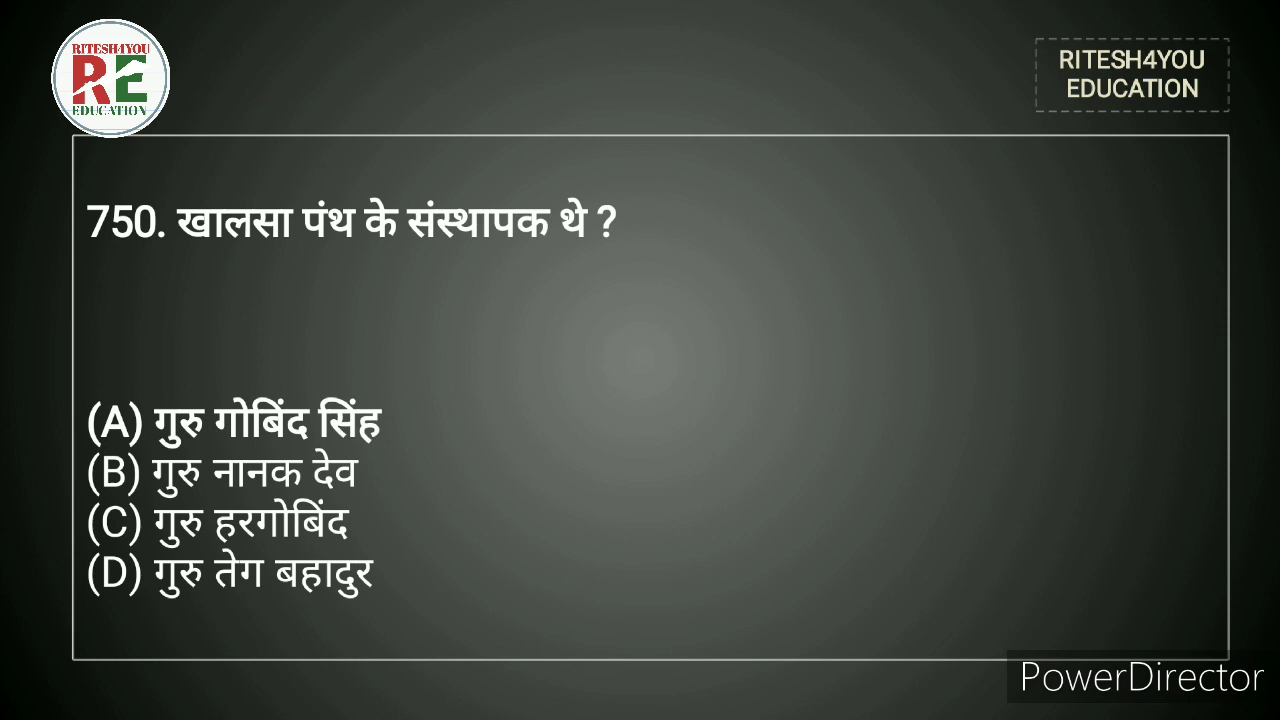 RITESH4YOU
RE
EDUCATION
RITESH4YOU
EDUCATION
750. खालसा पंथ के संस्थापक थे ?
(A) गुरु गोबिंद सिंह
(B) गुरु नानक देव
(C) गुरु हरगोबिंद
(D) गुरु तेग बहादुर
PowerDirector